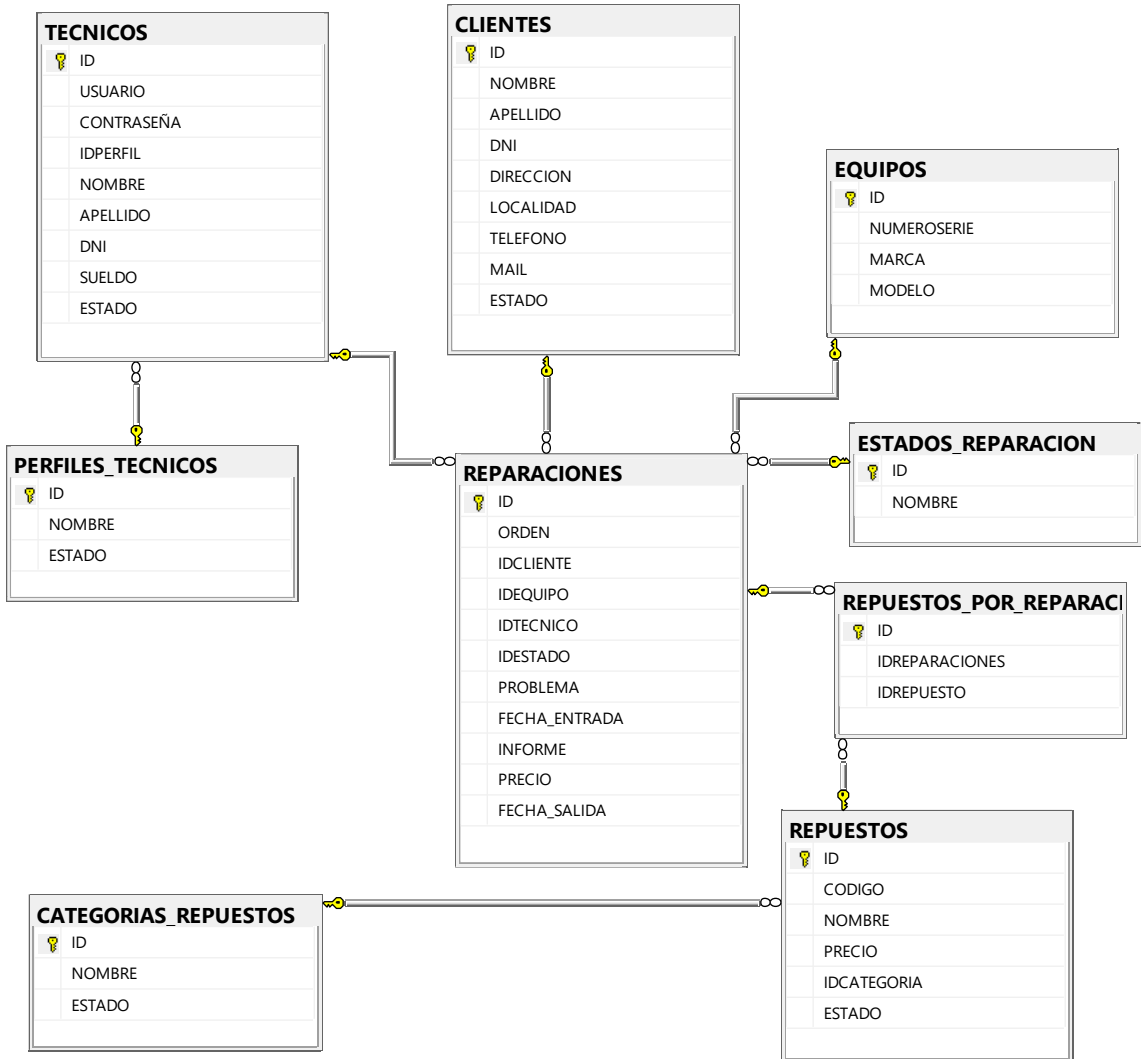 TECNICOS
ID
USUARIO
CONTRASEÑA
IDPERFIL
NOMBRE
APELLIDO
DNI
SUELDO
ESTADO
CLIENTES
ID
NOMBRE
APELLIDO
DNI
DIRECCION
LOCALIDAD
TELEFONO
MAIL
ESTADO
EQUIPOS
ID
NUMEROSERIE
MARCA
MODELO
PERFILES_TECNICOS
ID
NOMBRE
ESTADO
REPARACIONES
ID
ORDEN
IDCLIENTE
IDEQUIPO
IDTECNICO
IDESTADO
PROBLEMA
FECHA_ENTRADA
INFORME
PRECIO
FECHA_SALIDA
ESTADOS_REPARACION
ID
NOMBRE
REPUESTOS_POR_REPARACI
ID
IDREPARACIONES
IDREPUESTO
CATEGORIAS_REPUESTOS
ID
NOMBRE
ESTADO
REPUESTOS
ID
CODIGO
NOMBRE
PRECIO
IDCATEGORIA
ESTADO